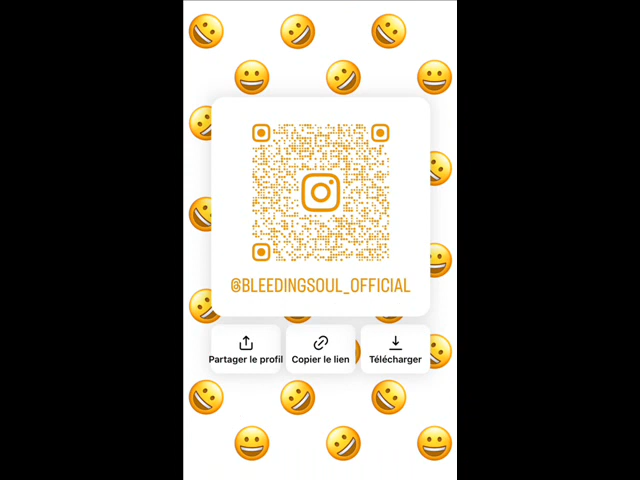 @BLEEDINGSOUL_OFFICIAL
Partager le profil
Copier le lien
Télécharger